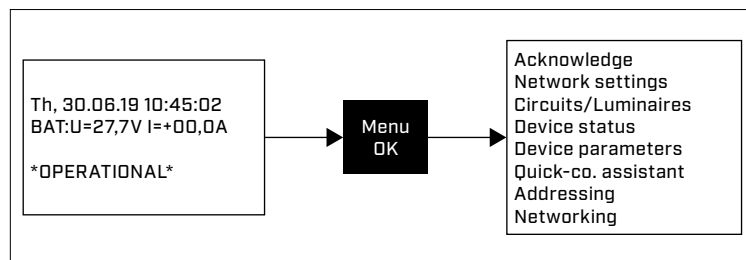 Th, 30.06.19 10:45:02
BAT:U=27,7V I=+00,0A
*OPERATIONAL*
Menu
OK
Acknowledge
Network settings
Circuits/Luminaires
Device status
Device parameters
Quick-co. assistant
Addressing
Networking